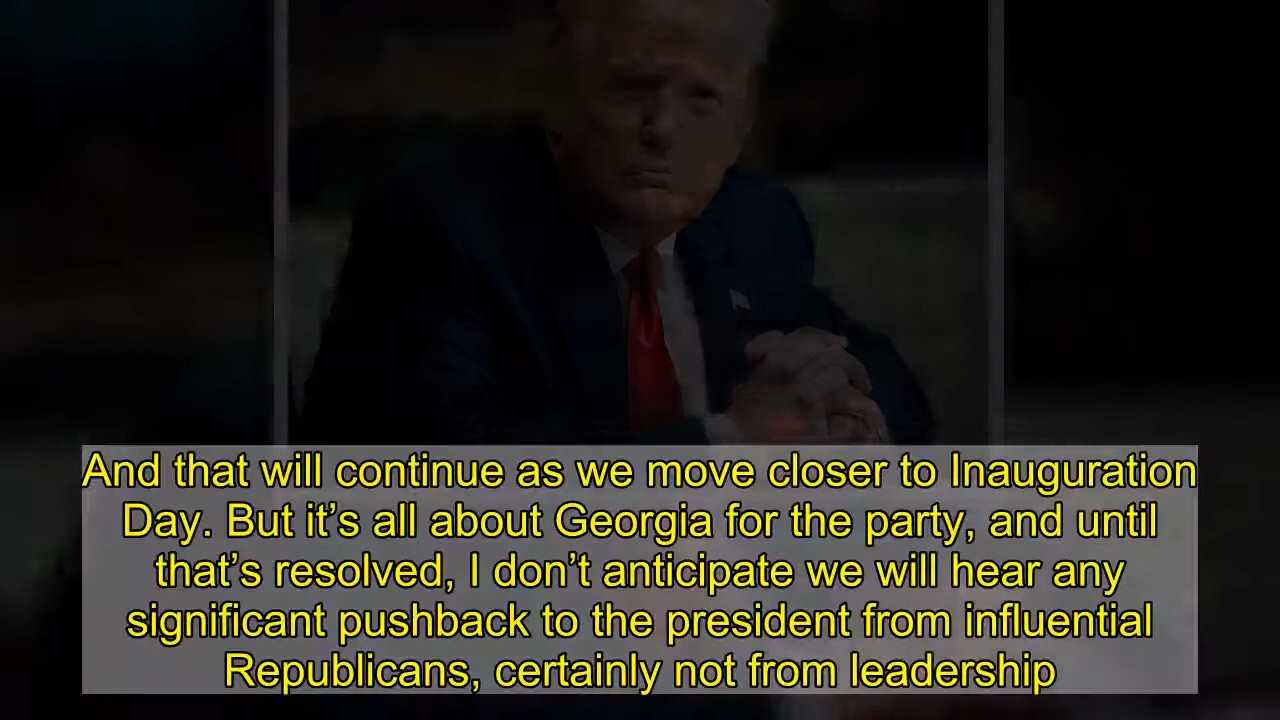 And that will continue as we move closer to Inauguration
Day. But it’s all about Georgia for the party, and until
that’s resolved, I don’t anticipate we will hear any
significant pushback to the president from influential
Republicans, certainly not from leadership